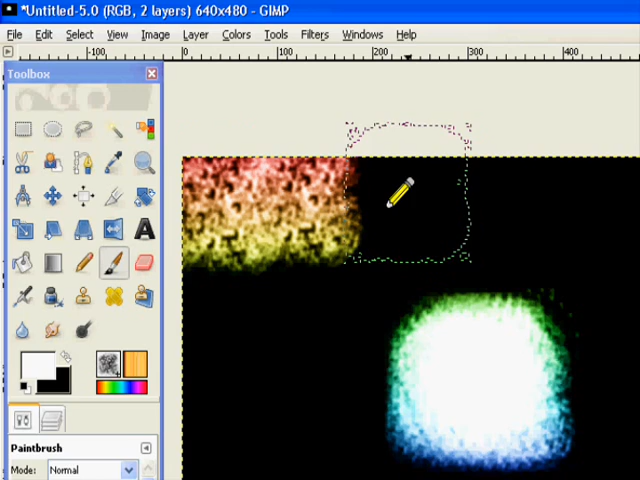 *Untitled-5.0 (RGB, 2 layers) 640x480 - GIMP
File Edit Select View Image Layer Colors Tools Filters Windows Help
-100 0 100 200 300 400
Toolbox
A
Paintbrush
Mode: Normal